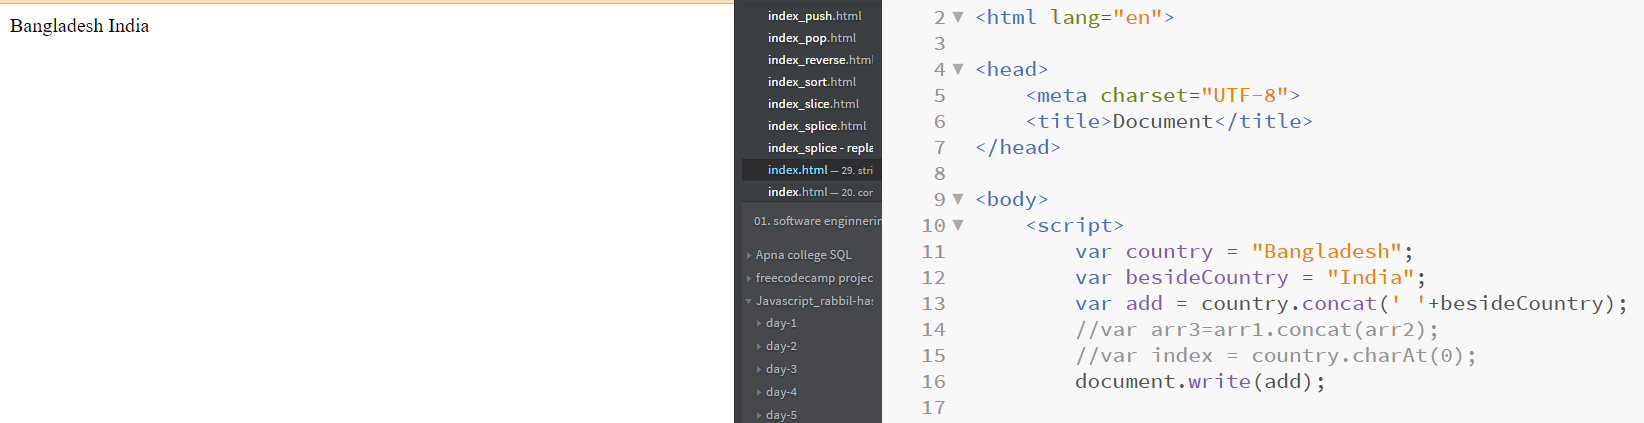 Bangladesh India
index_push.html
index_pop.html
index_reverse.html
index_sort.html
index_slice.html
index_splice.html
index_splice - repla
index.html — 29. stri
index.html — 20. cor
01. software enginnerin
Apna college SQL
freecodecamp projec
Javascript_rabbil-ha
day-1
day-2
day-3
day-4
day-5
2 <html lang="en">
3
4 <head>
5 <meta charset="UTF-8">
6 <title>Document</title>
7 </head>
8
9 <body>
10 <script>
11 var country = "Bangladesh";
12 var besideCountry = "India";
13 var add = country.concat(' '+besideCountry);
14 //var arr3=arr1.concat(arr2);
15 //var index = country.charAt(0);
16 document.write(add);
17